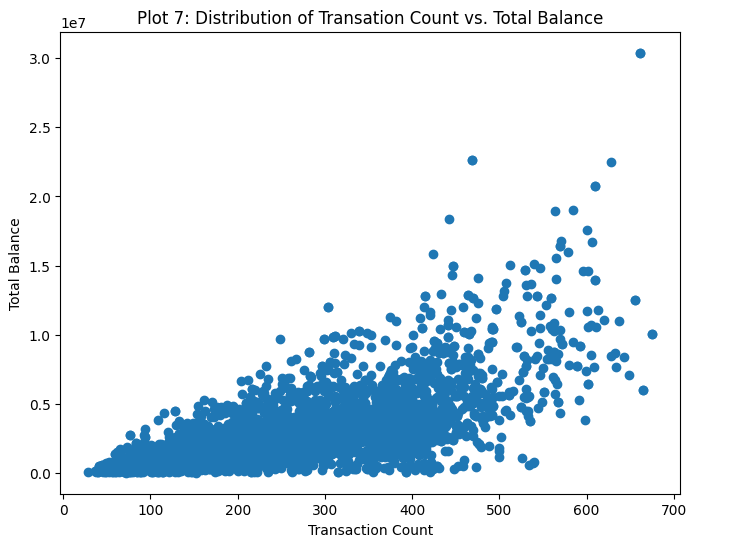 Plot 7: Distribution of Transation Count vs. Total Balance
1e7
3.0
2.5
2.0
1.5
1.0
0.5
0.0
Total Balance
0 100 200 300 400 500 600 700
Transaction Count